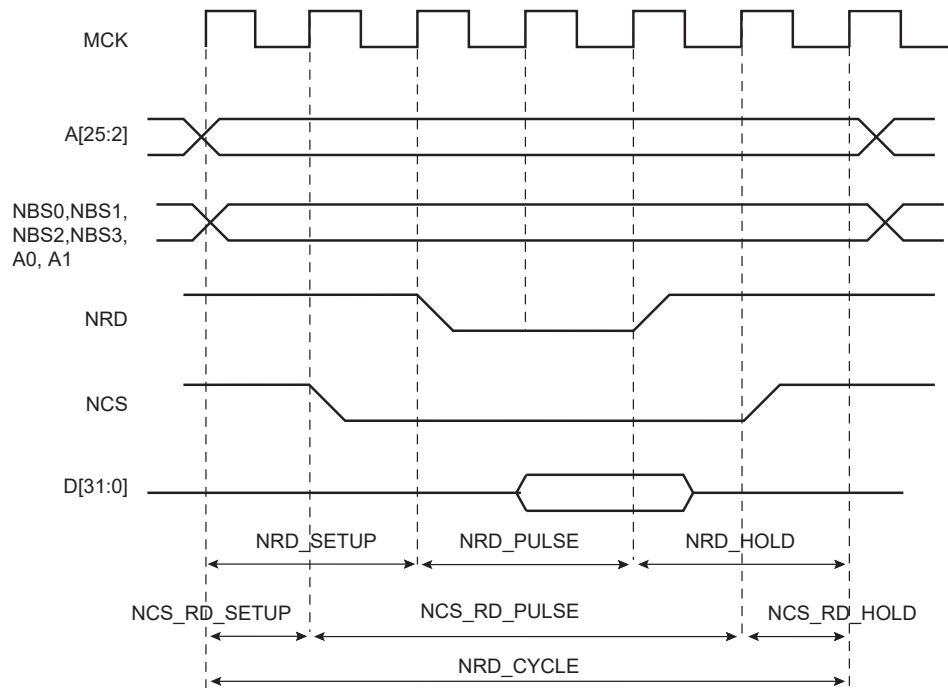 MCK
A[25:2]
NBS0,NBS1,
NBS2,NBS3,
A0, A1
NRD
NCS
D[31:0]
NRD_SETUP NRD_PULSE NRD_HOLD
NCS_RD_SETUP NCS_RD_PULSE NCS_RD_HOLD
NRD_CYCLE